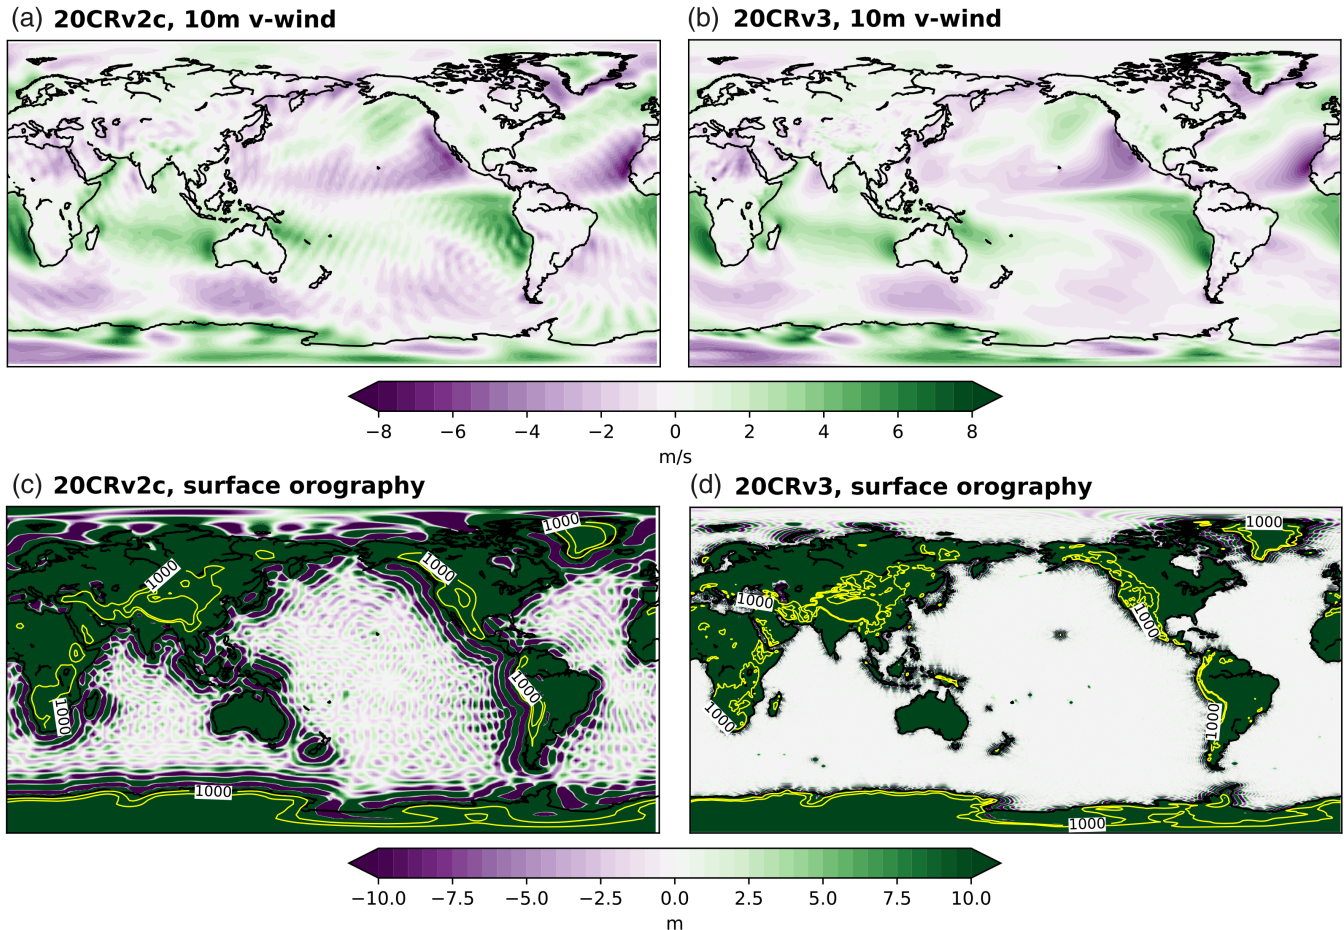 (a) 20CRv2c, 10m v-wind
(b) 20CRv3, 10m v-wind
−8 −6 −4 −2 0 2 4 6 8
m/s
(c) 20CRv2c, surface orography
(d) 20CRv3, surface orography
1000
1000
1000
1000
1000
1000
1000
1000
1000
1000
1000
1000
−10.0 −7.5 −5.0 −2.5 0.0 2.5 5.0 7.5 10.0
m